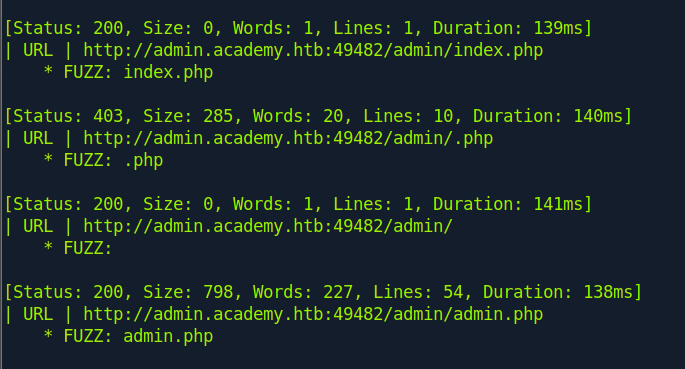 [Status: 200, Size: 0, Words: 1, Lines: 1, Duration: 139ms]
| URL | http://admin.academy.htb:49482/admin/index.php
    * FUZZ: index.php

[Status: 403, Size: 285, Words: 20, Lines: 10, Duration: 140ms]
| URL | http://admin.academy.htb:49482/admin/.php
    * FUZZ: .php

[Status: 200, Size: 0, Words: 1, Lines: 1, Duration: 141ms]
| URL | http://admin.academy.htb:49482/admin/
    * FUZZ:

[Status: 200, Size: 798, Words: 227, Lines: 54, Duration: 138ms]
| URL | http://admin.academy.htb:49482/admin/admin.php
    * FUZZ: admin.php